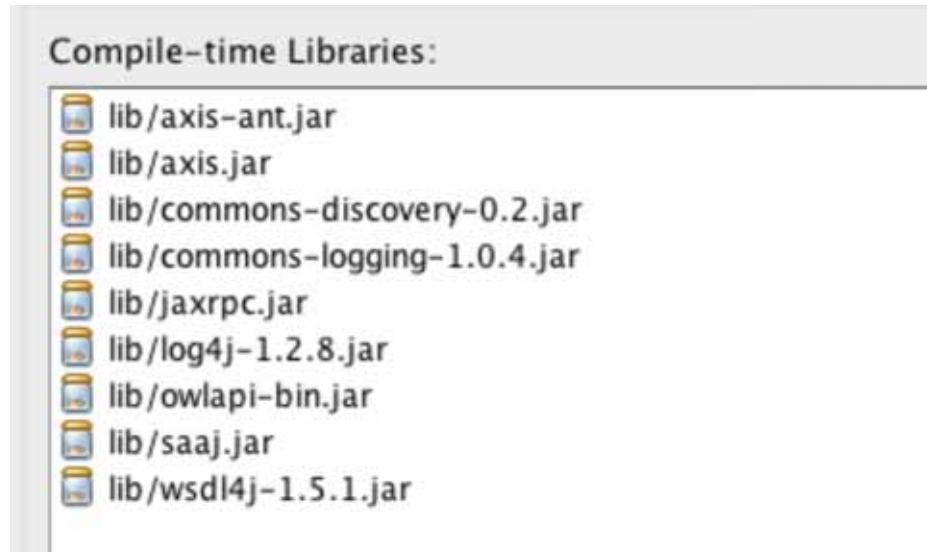 Compile-time Libraries:
lib/axis-ant.jar
lib/axis.jar
lib/commons-discovery-0.2.jar
lib/commons-logging-1.0.4.jar
lib/jaxrpc.jar
lib/log4j-1.2.8.jar
lib/owlapi-bin.jar
lib/saaj.jar
lib/wsdl4j-1.5.1.jar